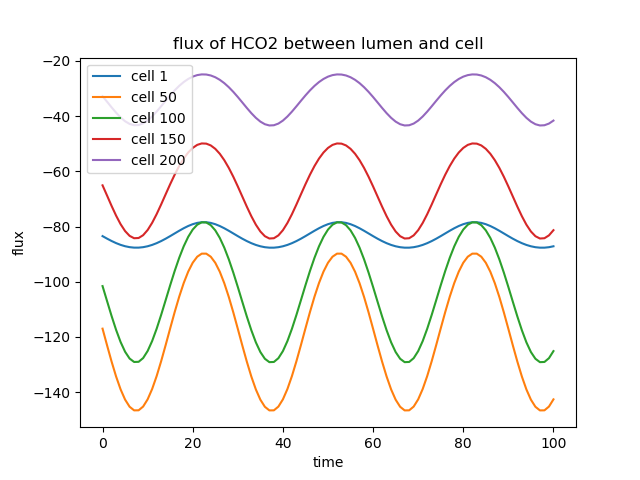 flux of HCO2 between lumen and cell
cell 1
cell 50
cell 100
cell 150
cell 200
−20
−40
−60
−80
−100
−120
−140
flux
0 20 40 60 80 100
time